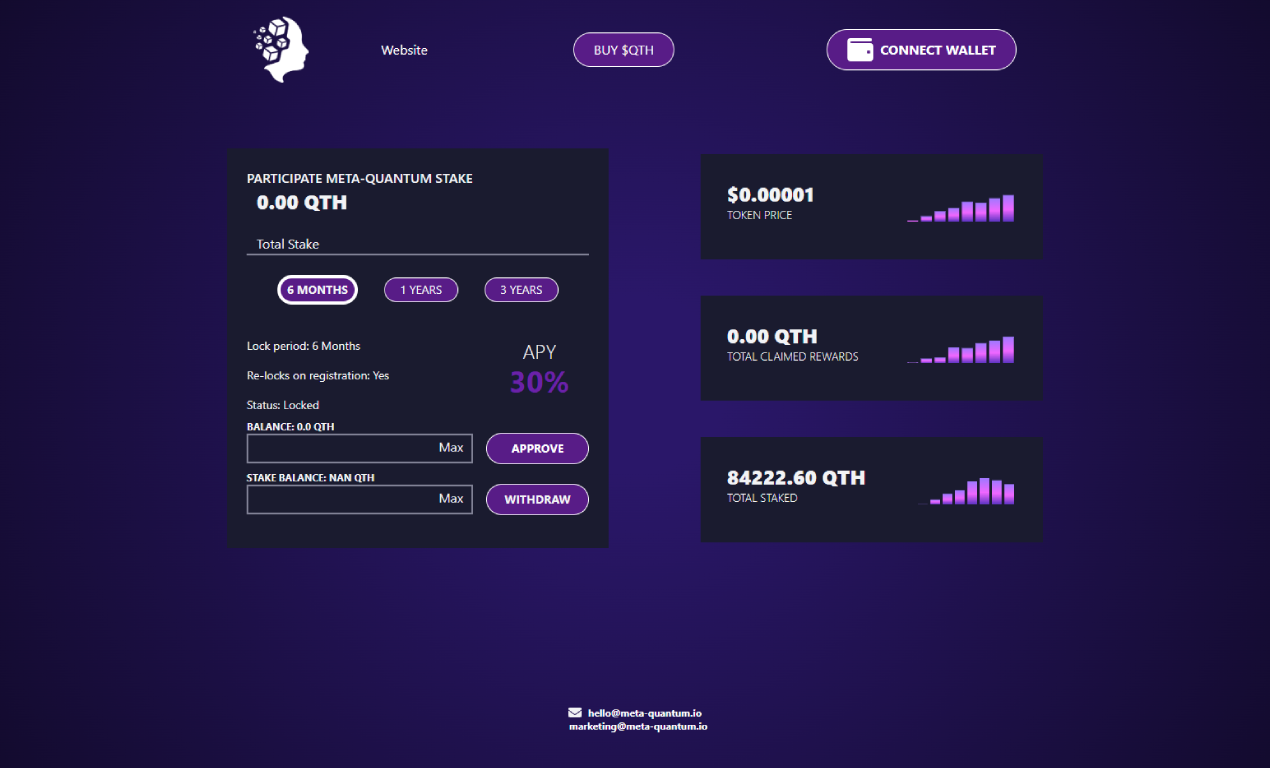 Website
BUY $QTH
CONNECT WALLET
PARTICIPATE META-QUANTUM STAKE
0.00 QTH
Total Stake
6 MONTHS
1 YEARS
3 YEARS
Lock period: 6 Months
Re-locks on registration: Yes
Status: Locked
APY
30%
BALANCE: 0.0 QTH
Max
APPROVE
STAKE BALANCE: NAN QTH
Max
WITHDRAW
$0.00001
TOKEN PRICE
0.00 QTH
TOTAL CLAIMED REWARDS
84222.60 QTH
TOTAL STAKED
hello@meta-quantum.io
marketing@meta-quantum.io